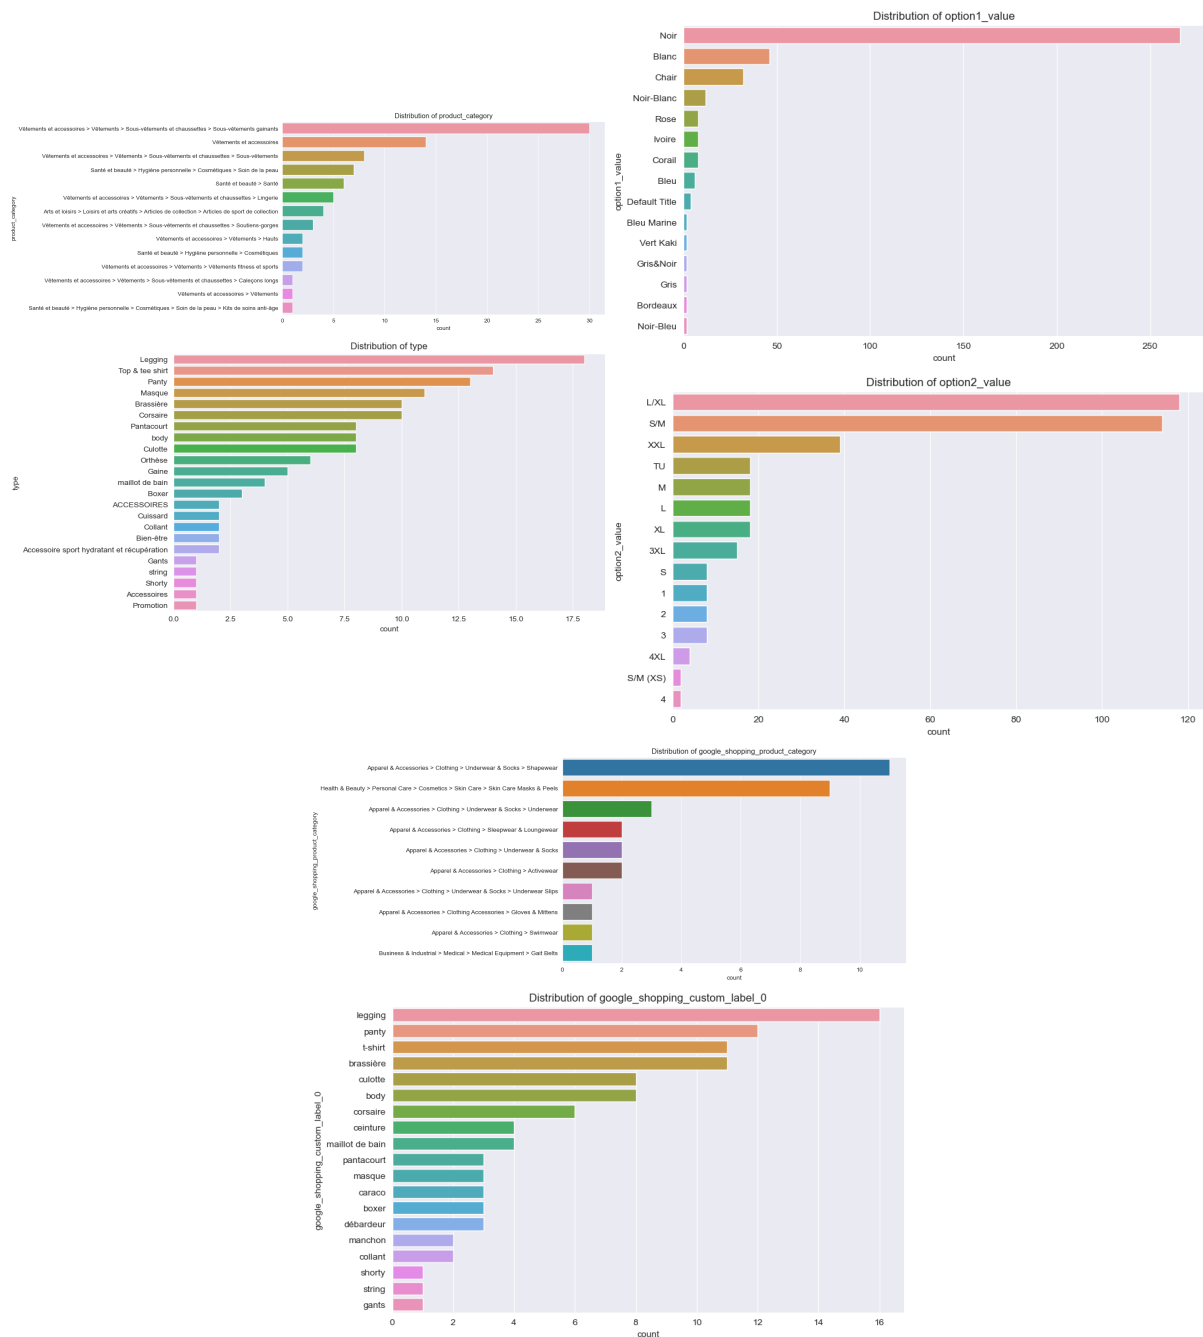 Distribution of product_category
product_category
Vêtements et accessoires > Vêtements > Sous-vêtements et chaussettes > Sous-vêtements gainants
Vêtements et accessoires
Vêtements et accessoires > Vêtements > Sous-vêtements et chaussettes > Sous-vêtements
Santé et beauté > Hygiène personnelle > Cosmétiques > Soin de la peau
Santé et beauté > Santé
Vêtements et accessoires > Vêtements > Sous-vêtements et chaussettes > Lingerie
Arts et loisirs > Loisirs et arts créatifs > Articles de collection > Articles de sport de collection
Vêtements et accessoires > Vêtements > Sous-vêtements et chaussettes > Soutiens-gorges
Vêtements et accessoires > Vêtements > Hauts
Santé et beauté > Hygiène personnelle > Cosmétiques
Vêtements et accessoires > Vêtements > Vêtements fitness et sports
Vêtements et accessoires > Vêtements > Sous-vêtements et chaussettes > Caleçons longs
Vêtements et accessoires > Vêtements
Santé et beauté > Hygiène personnelle > Cosmétiques > Soin de la peau > Kits de soins anti-âge
0 5 10 15 20 25 30
count
Distribution of option1_value
option1_value
Noir
Blanc
Chair
Noir-Blanc
Rose
Ivoire
Corail
Bleu
Default Title
Bleu Marine
Vert Kaki
Gris&Noir
Gris
Bordeaux
Noir-Bleu
0 50 100 150 200 250
count
Distribution of type
type
Legging
Top & tee shirt
Panty
Masque
Brassière
Corsaire
Pantacourt
body
Culotte
Orthèse
Gaine
maillot de bain
Boxer
ACCESSOIRES
Cuissard
Collant
Bien-être
Accessoire sport hydratant et récupération
Gants
string
Shorty
Accessoires
Promotion
0.0 2.5 5.0 7.5 10.0 12.5 15.0 17.5
count
Distribution of option2_value
option2_value
L/XL
S/M
XXL
TU
M
L
XL
3XL
S
1
2
3
4XL
S/M (XS)
4
0 20 40 60 80 100 120
count
Distribution of google_shopping_product_category
google_shopping_product_category
Apparel & Accessories > Clothing > Underwear & Socks > Shapewear
Health & Beauty > Personal Care > Cosmetics > Skin Care > Skin Care Masks & Peels
Apparel & Accessories > Clothing > Underwear & Socks > Underwear
Apparel & Accessories > Clothing > Sleepwear & Loungewear
Apparel & Accessories > Clothing > Underwear & Socks
Apparel & Accessories > Clothing > Activewear
Apparel & Accessories > Clothing > Underwear & Socks > Underwear Slips
Apparel & Accessories > Clothing Accessories > Gloves & Mittens
Apparel & Accessories > Clothing > Swimwear
Business & Industrial > Medical > Medical Equipment > Gait Belts
0 2 4 6 8 10
count
Distribution of google_shopping_custom_label_0
google_shopping_custom_label_0
legging
panty
t-shirt
brassière
culotte
body
corsaire
ceinture
maillot de bain
pantacourt
masque
caraco
boxer
débardeur
manchon
collant
shorty
string
gants
0 2 4 6 8 10 12 14 16
count